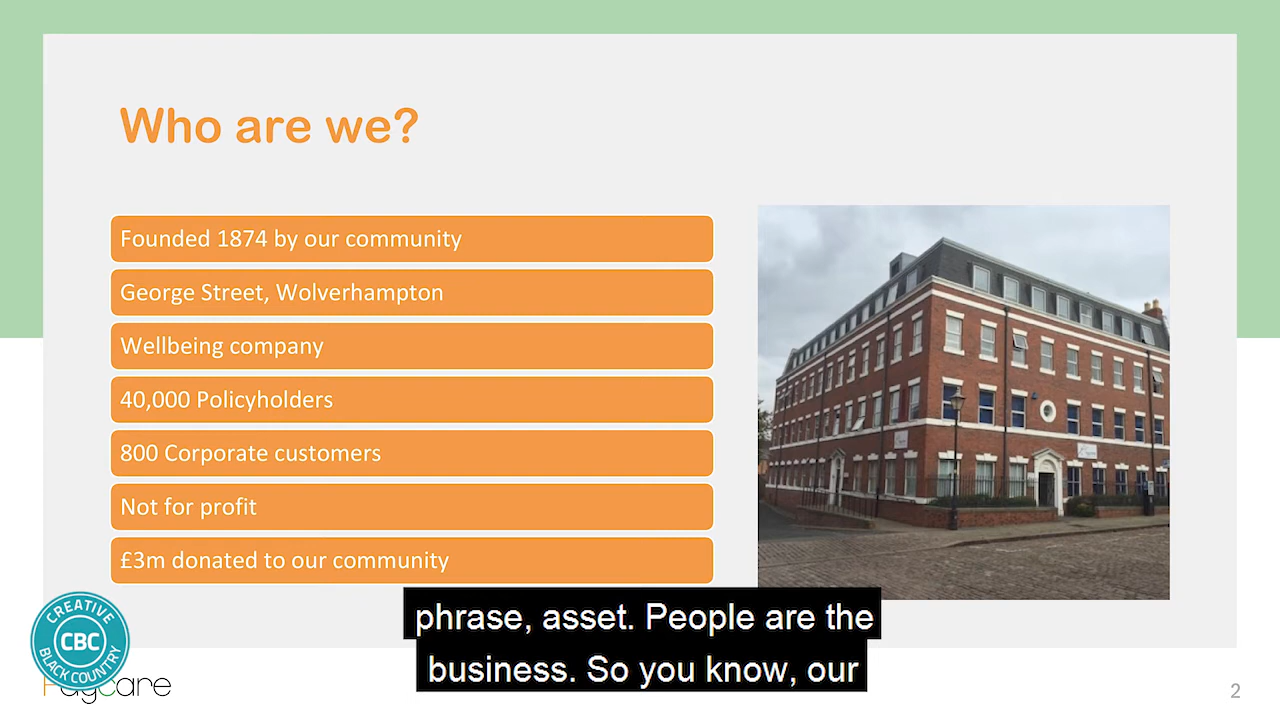 Who are we?
Founded 1874 by our community
George Street, Wolverhampton
Wellbeing company
40,000 Policyholders
800 Corporate customers
Not for profit
£3m donated to our community
phrase, asset. People are the
business. So you know, our
CREATIVE
CBC
BLACK COUNTRY
Paycare
2